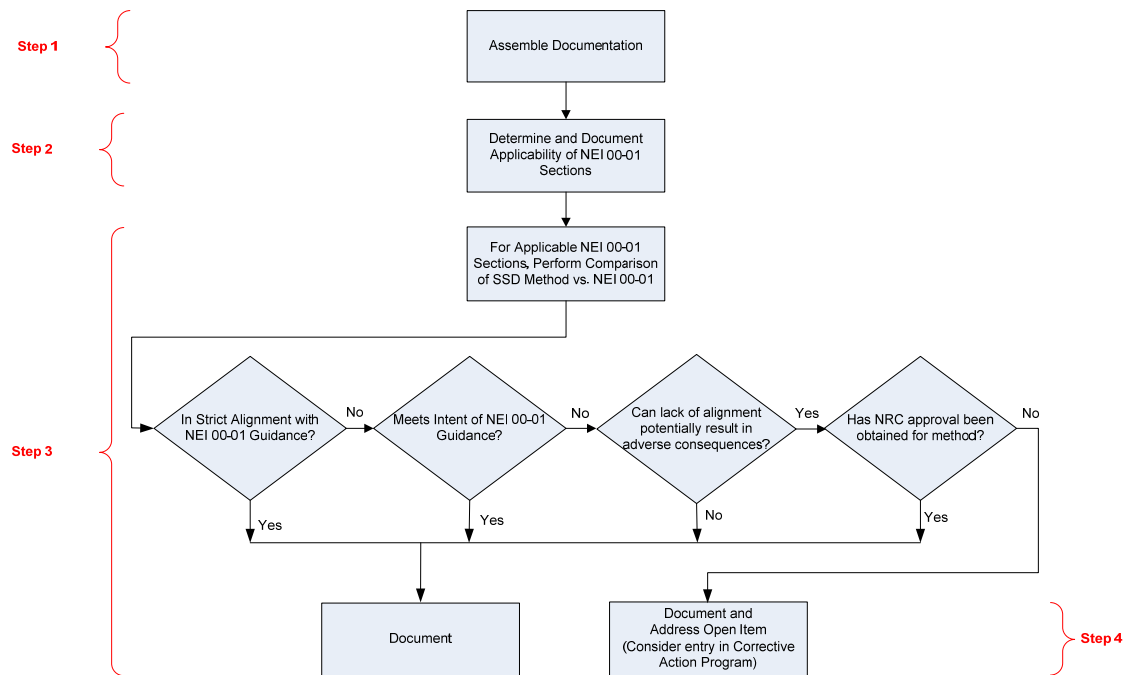 Step 1
Assemble Documentation
Step 2
Determine and Document
Applicability of NEI 00-01
Sections
For Applicable NEI 00-01
Sections, Perform Comparison
of SSD Method vs. NEI 00-01
Step 3
In Strict Alignment with
NEI 00-01 Guidance?
No
Meets Intent of NEI 00-01
Guidance?
No
Can lack of alignment
potentially result in
adverse consequences?
Yes
Has NRC approval been
obtained for method?
No
Yes
Yes
No
Yes
Document
Document and
Address Open Item
(Consider entry in Corrective
Action Program)
Step 4